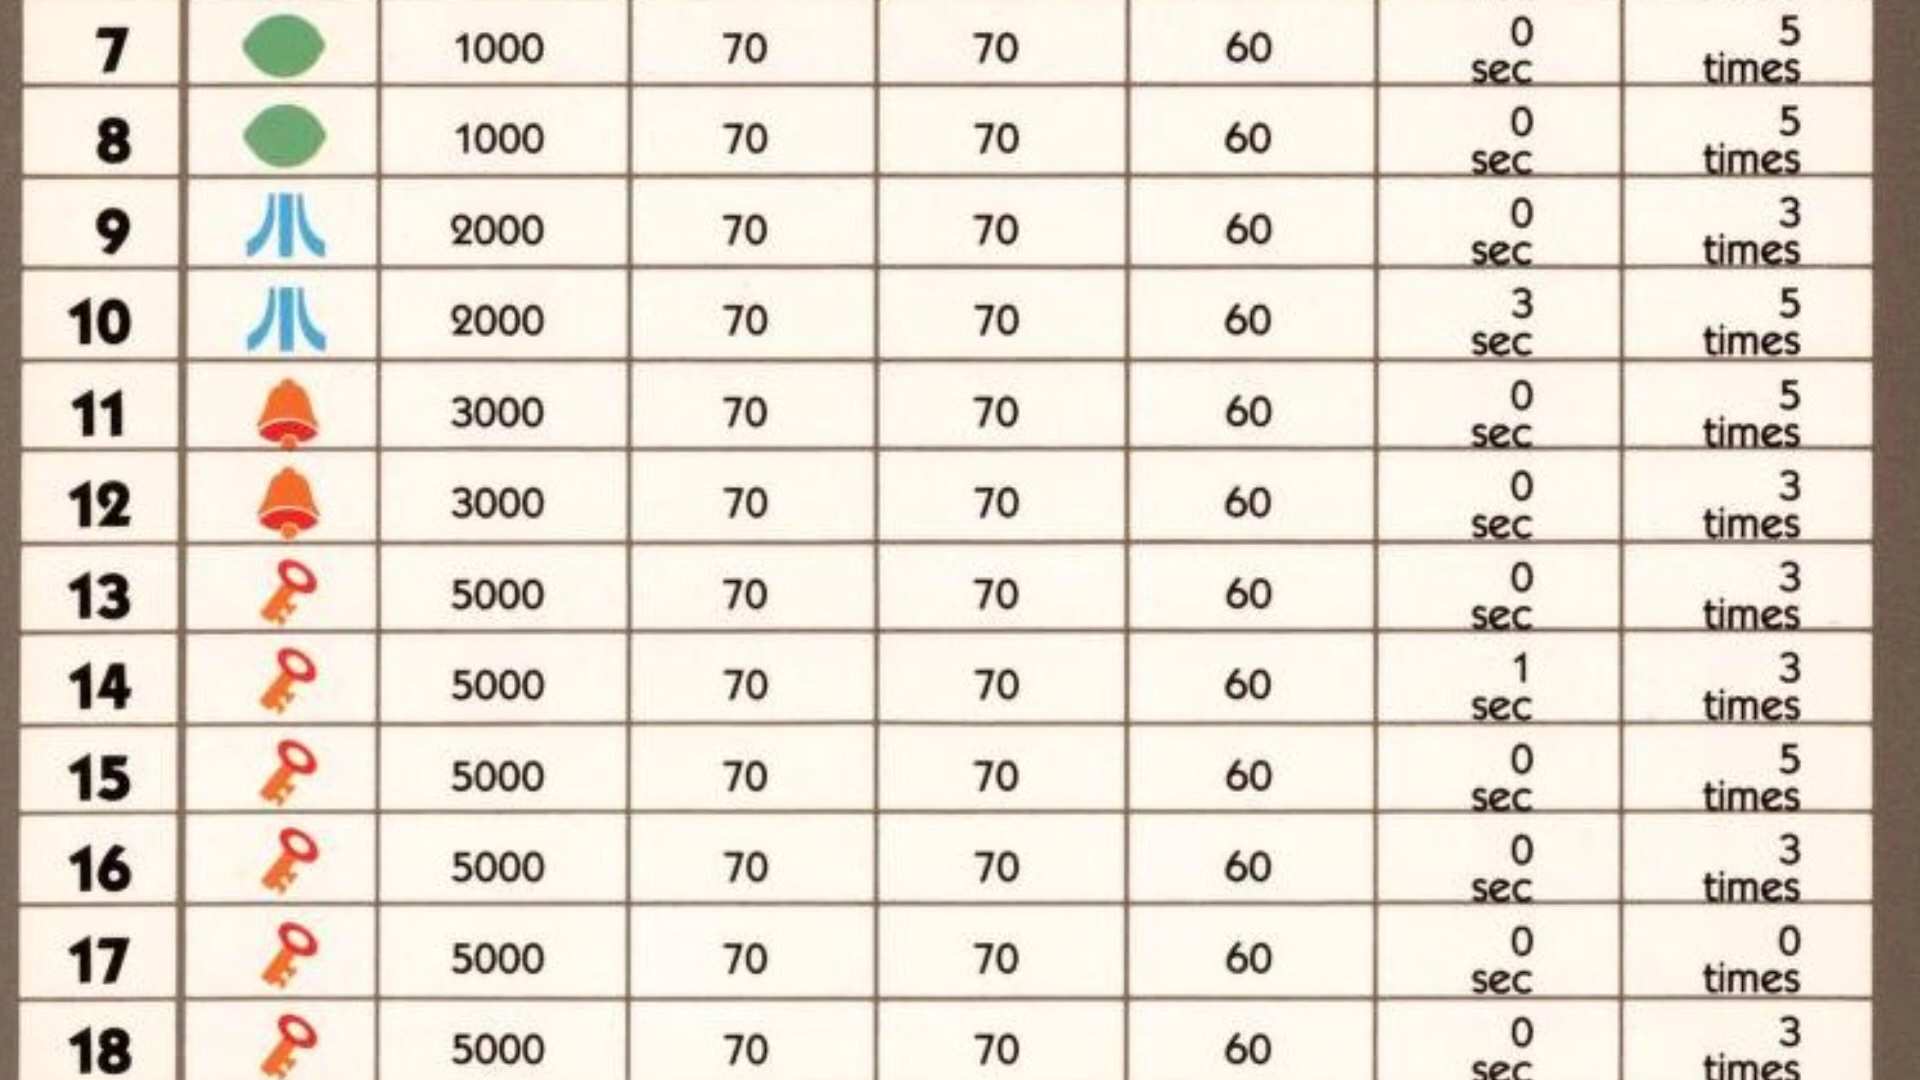 7 1000 70 70 60 0 sec 5 times
8 1000 70 70 60 0 sec 5 times
9 2000 70 70 60 0 sec 3 times
10 2000 70 70 60 3 sec 5 times
11 3000 70 70 60 0 sec 5 times
12 3000 70 70 60 0 sec 3 times
13 5000 70 70 60 0 sec 3 times
14 5000 70 70 60 1 sec 3 times
15 5000 70 70 60 0 sec 5 times
16 5000 70 70 60 0 sec 3 times
17 5000 70 70 60 0 sec 0 times
18 5000 70 70 60 0 sec 3 times